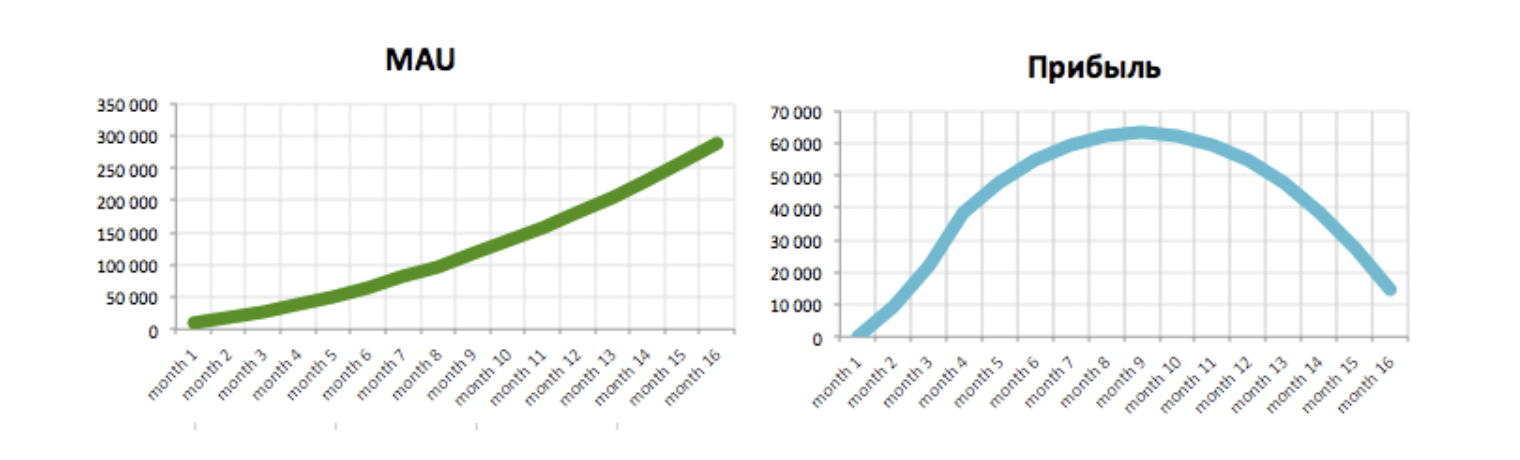 MAU
350 000
300 000
250 000
200 000
150 000
100 000
50 000
0
month 1
month 2
month 3
month 4
month 5
month 6
month 7
month 8
month 9
month 10
month 11
month 12
month 13
month 14
month 15
month 16
Прибыль
70 000
60 000
50 000
40 000
30 000
20 000
10 000
0
month 1
month 2
month 3
month 4
month 5
month 6
month 7
month 8
month 9
month 10
month 11
month 12
month 13
month 14
month 15
month 16